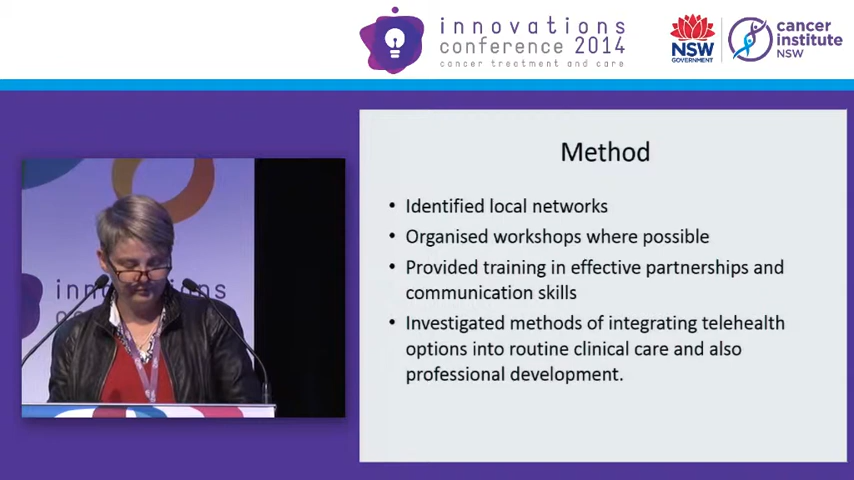 innovations
conference 2014
cancer treatment and care
NSW
GOVERNMENT
cancer
institute
NSW
Method
• Identified local networks
• Organised workshops where possible
• Provided training in effective partnerships and
communication skills
• Investigated methods of integrating telehealth
options into routine clinical care and also
professional development.